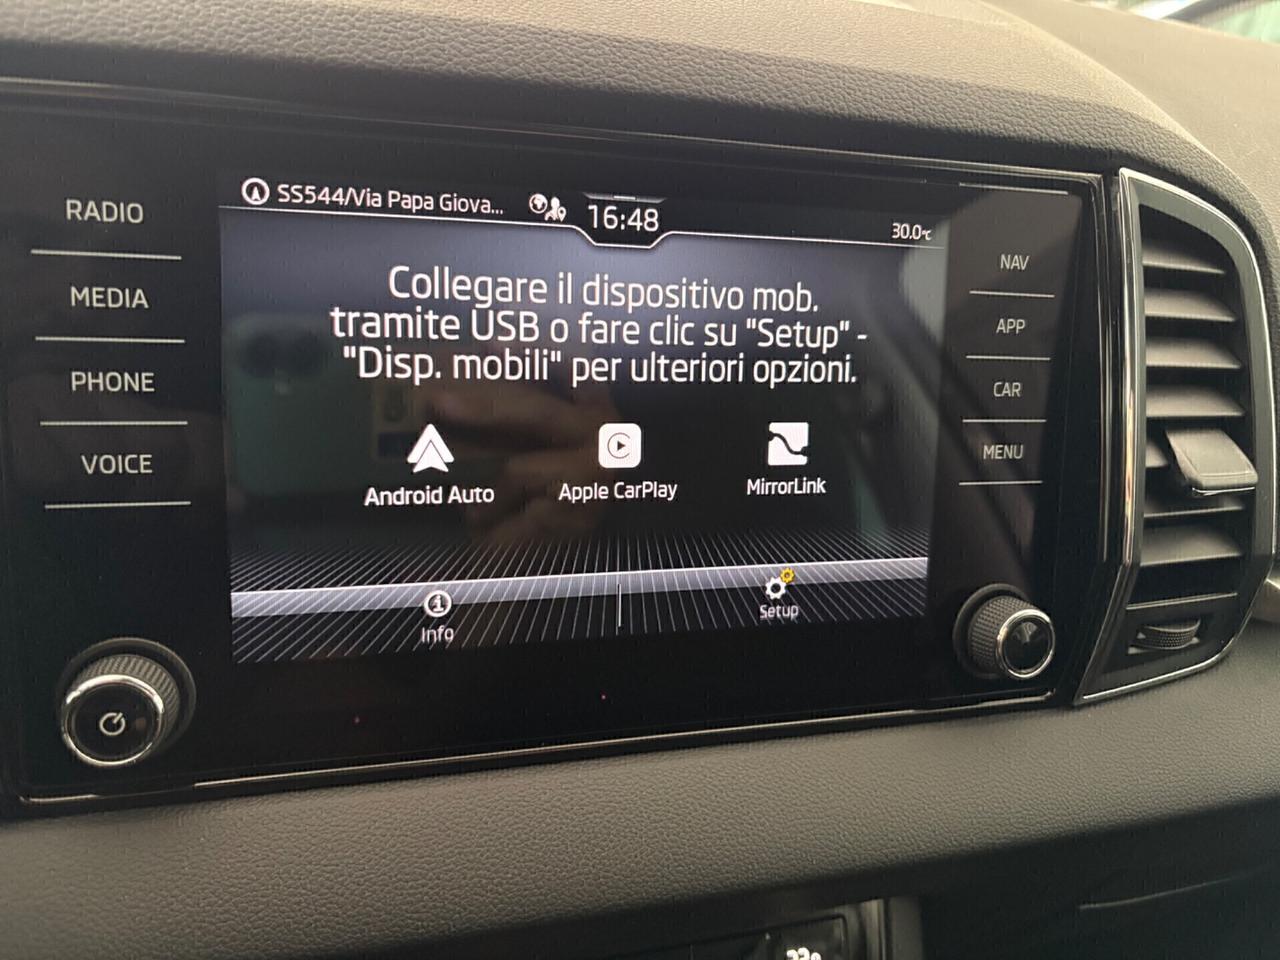 RADIO
MEDIA
PHONE
VOICE
SS544/Via Papa Giova...
16:48
30.0°C
Collegare il dispositivo mob.
tramite USB o fare clic su "Setup" -
"Disp. mobili" per ulteriori opzioni.
Android Auto
Apple CarPlay
MirrorLink
Info
Setup
NAV
APP
CAR
MENU